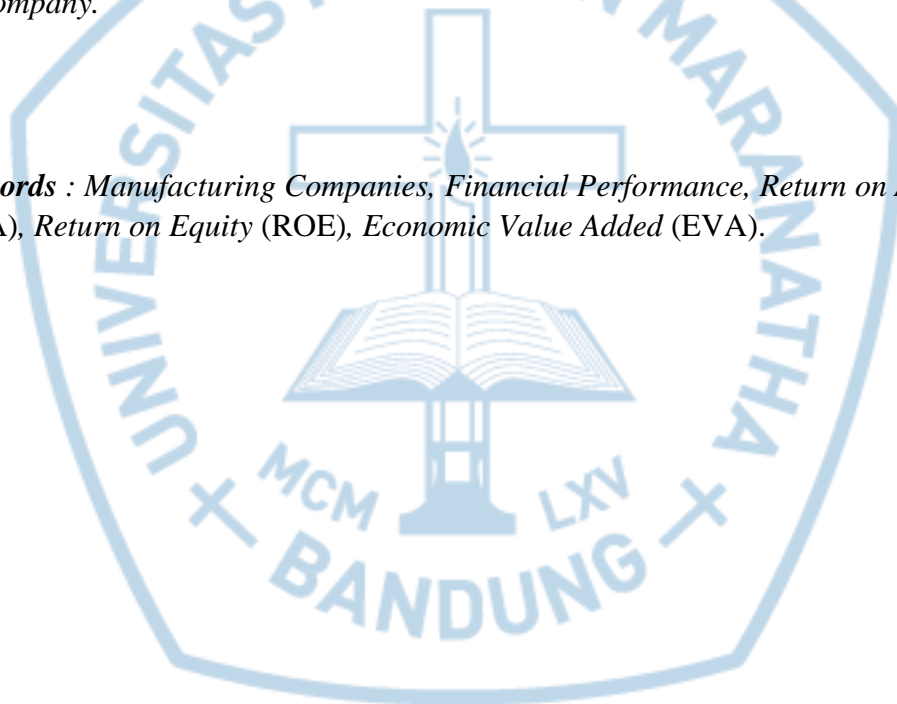 ompany.
ords : Manufacturing Companies, Financial Performance, Return on
A), Return on Equity (ROE), Economic Value Added (EVA).
UNIVERSITAS
MARANATHA
MCM LXV
BANDUNG